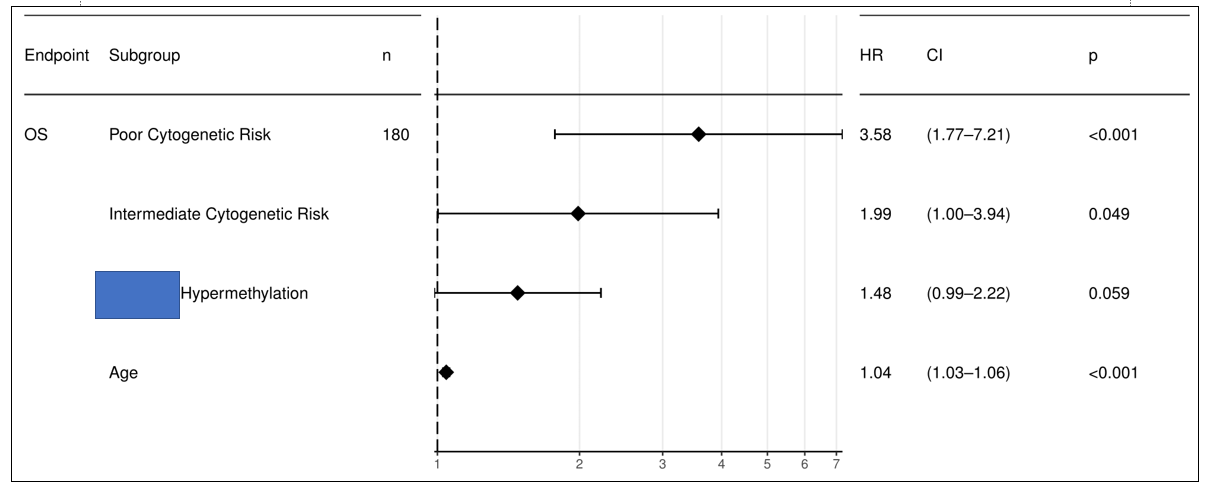 Endpoint Subgroup n HR CI p
OS Poor Cytogenetic Risk 180 3.58 (1.77–7.21) <0.001
Intermediate Cytogenetic Risk 1.99 (1.00–3.94) 0.049
Hypermethylation 1.48 (0.99–2.22) 0.059
Age 1.04 (1.03–1.06) <0.001
1 2 3 4 5 6 7